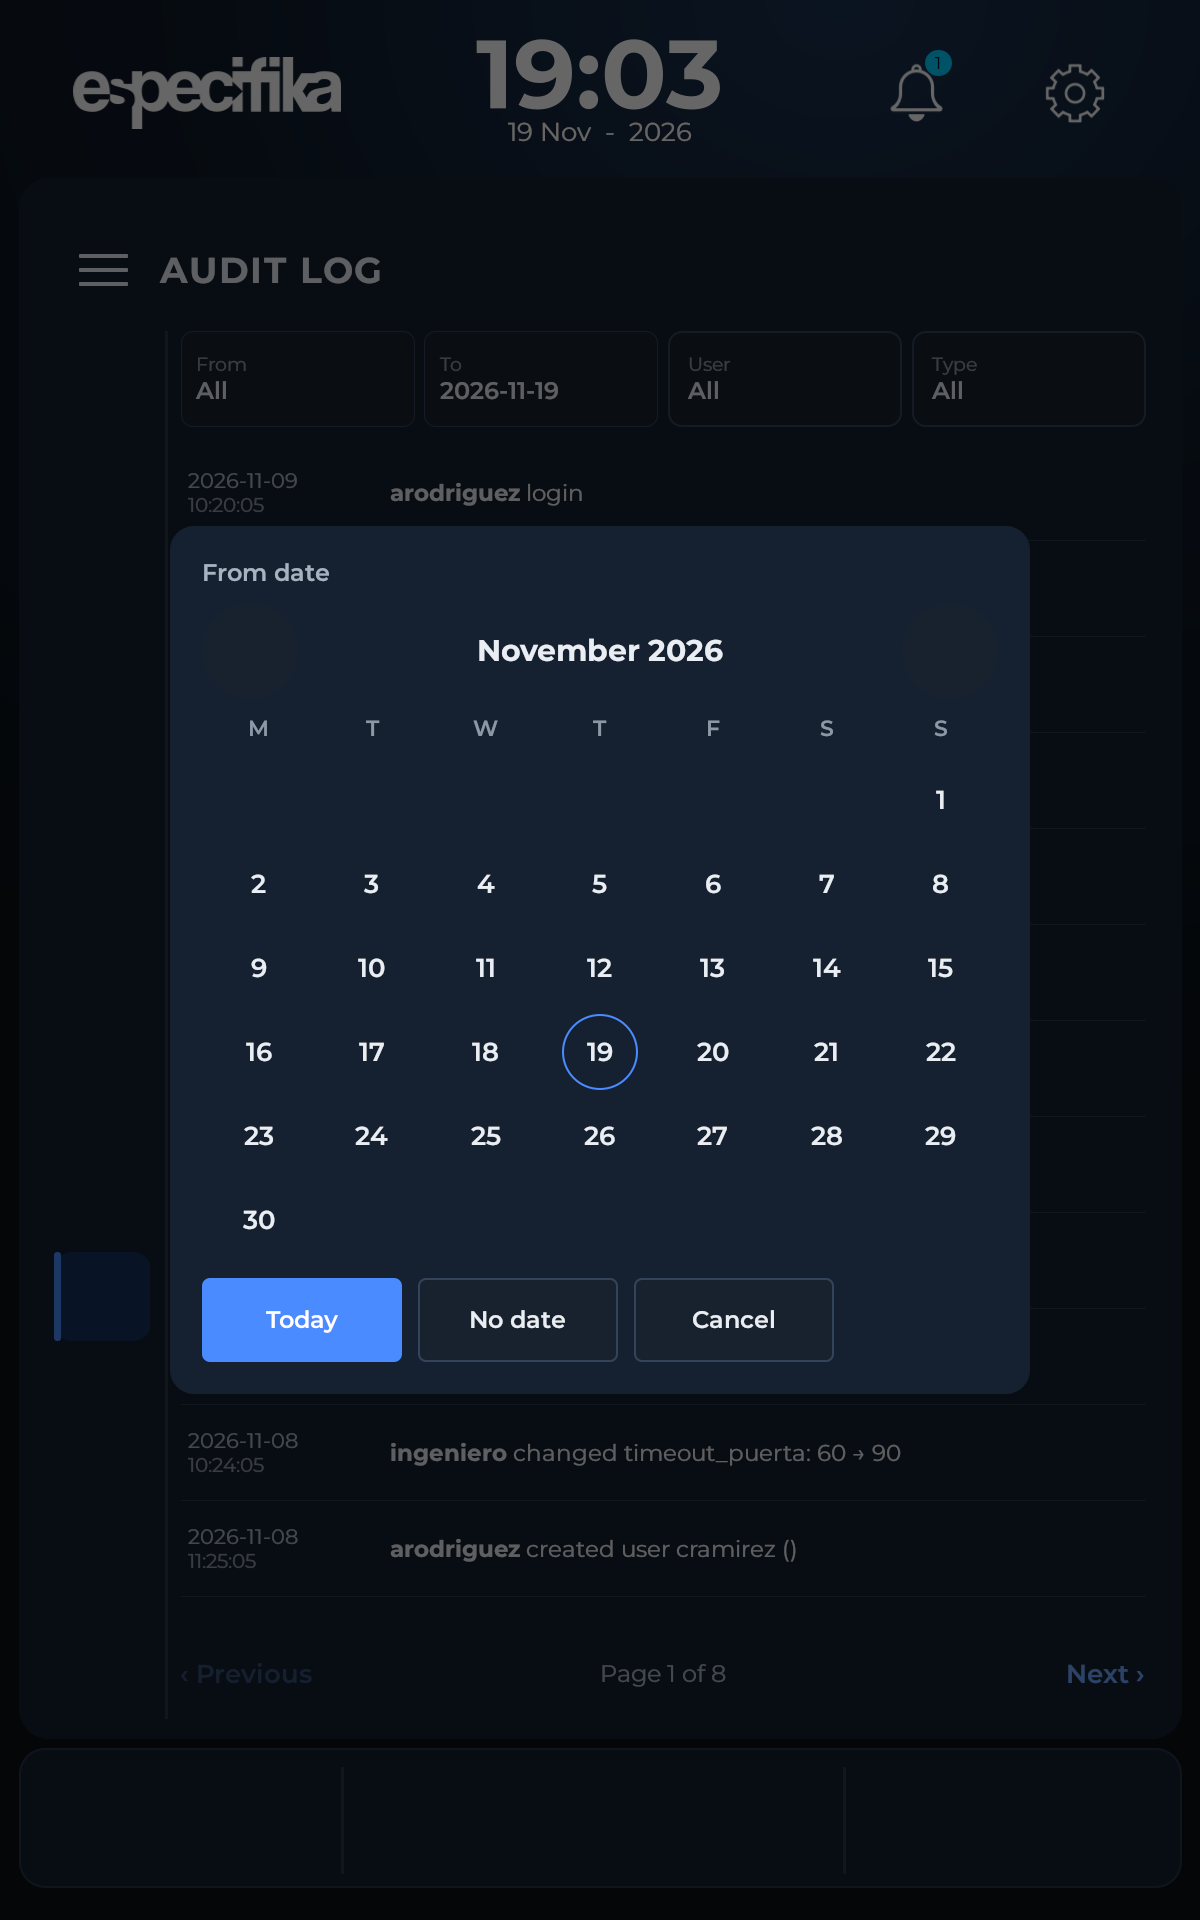 especifika
19:03
19 Nov - 2026
1
AUDIT LOG
From
All
To
2026-11-19
User
All
Type
All
2026-11-09
10:20:05
arodriguez login
From date
November 2026
M T W T F S S
1
2 3 4 5 6 7 8
9 10 11 12 13 14 15
16 17 18 19 20 21 22
23 24 25 26 27 28 29
30
Today
No date
Cancel
2026-11-08
10:24:05
ingeniero changed timeout_puerta: 60 → 90
2026-11-08
11:25:05
arodriguez created user cramirez ()
‹ Previous
Page 1 of 8
Next ›